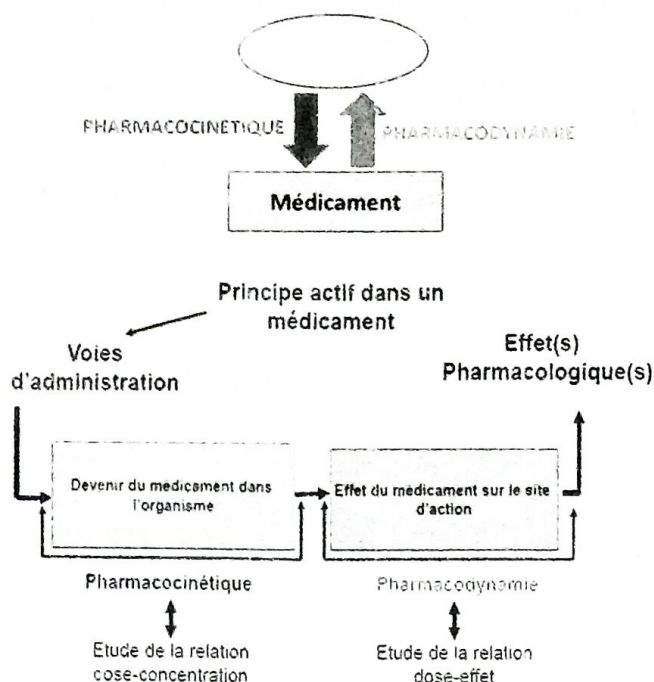 PHARMACOCINETIQUE
PHARMACODYNAMIE
Médicament
Principe actif dans un
médicament
Voies
d'administration
Effet(s)
Pharmacologique(s)
Devenir du médicament dans
l'organisme
Effet du médicament sur le site
d'action
Pharmacocinétique
Pharmacodynamie
Etude de la relation
cose-concentration
Etude de la relation
dose-effet